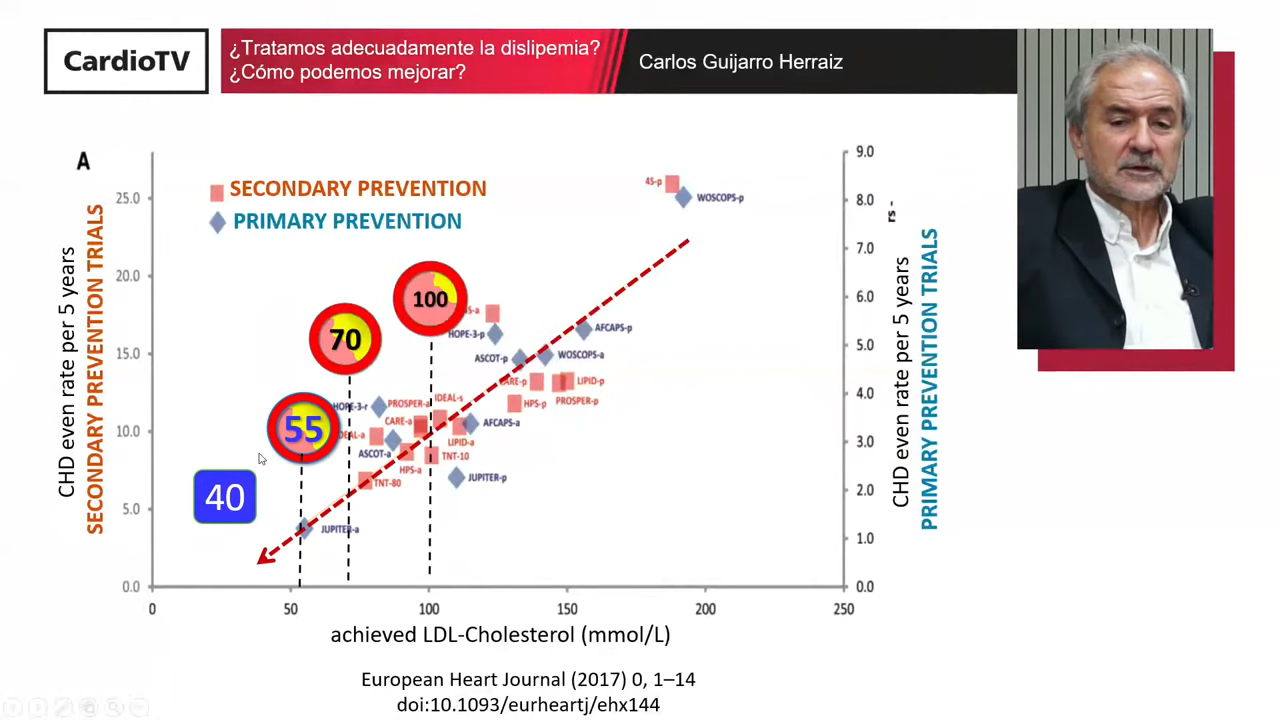 CardioTV
¿Tratamos adecuadamente la dislipemia?
¿Cómo podemos mejorar?
Carlos Guijarro Herraiz
A
SECONDARY PREVENTION
PRIMARY PREVENTION
CHD even rate per 5 years
SECONDARY PREVENTION TRIALS
25.0
20.0
15.0
10.0
5.0
0.0
9.0
8.0
7.0
6.0
5.0
4.0
3.0
2.0
1.0
0.0
rs -
CHD even rate per 5 years
PRIMARY PREVENTION TRIALS
4S-p
WOSCOPS-p
100
HOPE-3-p
AFCAPS-p
70
ASCOT-p
WOSCOPS-a
CARE-p
LIPID-p
PROSPER-p
HPS-p
HOPE-3-r
PROSPER-a
IDEAL-s
55
CARE-a
AFCAPS-a
LIPID-a
ASCOT-a
TNT-10
HPS-a
TNT-80
JUPITER-p
40
JUPITER-a
0
50
100
150
200
250
achieved LDL-Cholesterol (mmol/L)
European Heart Journal (2017) 0, 1–14
doi:10.1093/eurheartj/ehx144